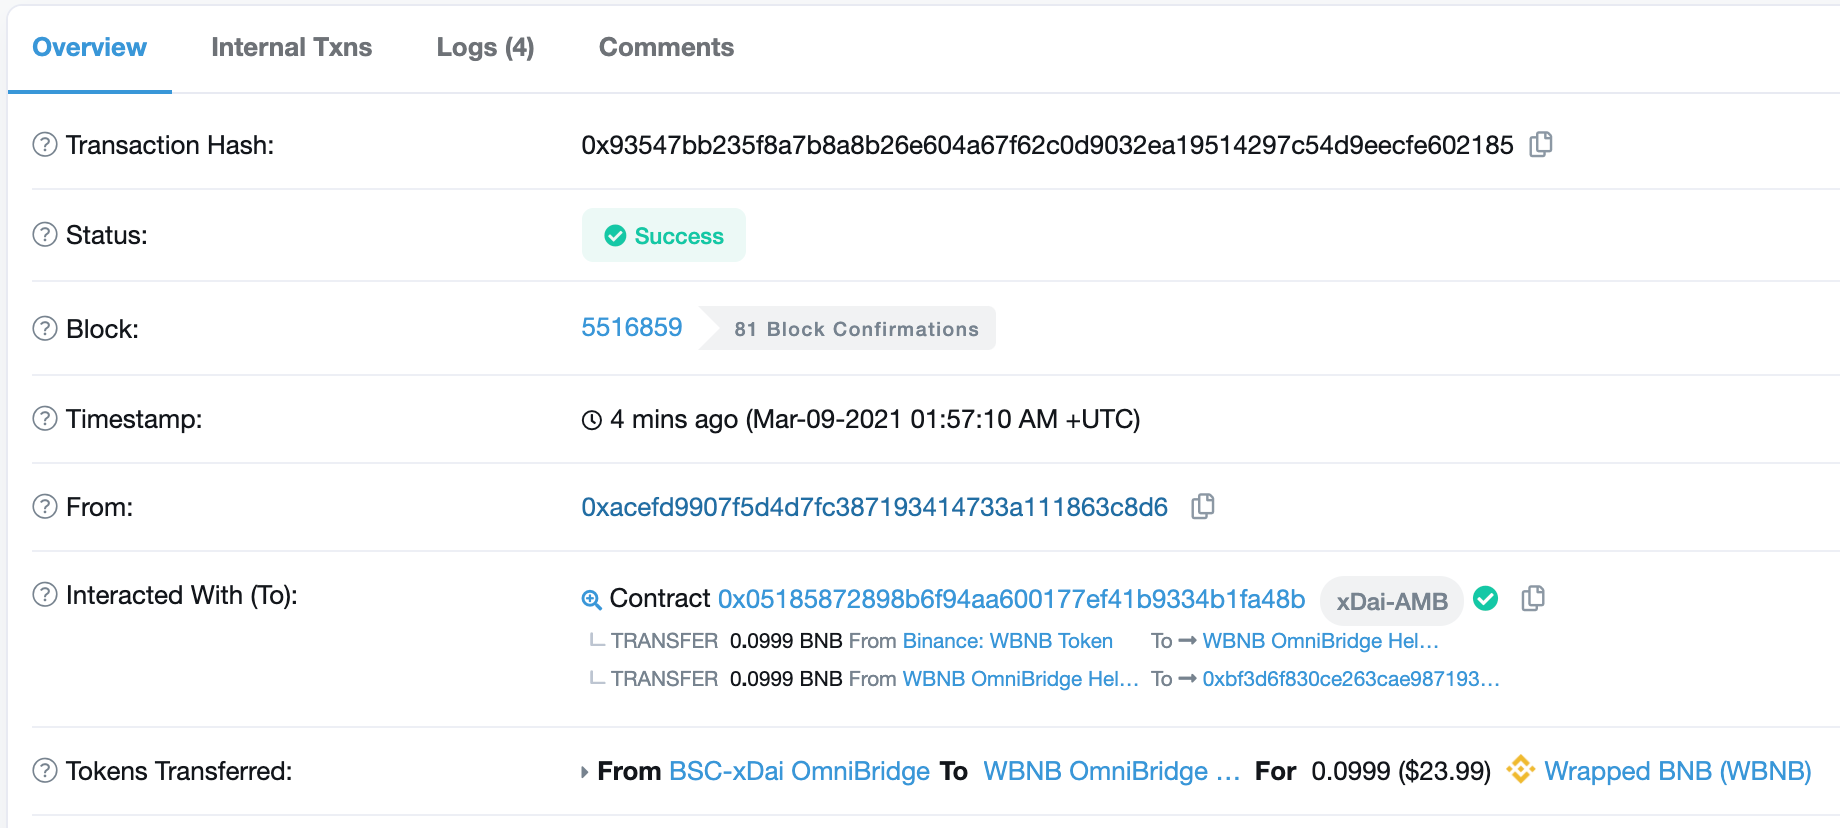 Overview Internal Txns Logs (4) Comments
Transaction Hash: 0x93547bb235f8a7b8a8b26e604a67f62c0d9032ea19514297c54d9eecfe602185
Status: Success
Block: 5516859 81 Block Confirmations
Timestamp: 4 mins ago (Mar-09-2021 01:57:10 AM +UTC)
From: 0xacefd9907f5d4d7fc387193414733a111863c8d6
Interacted With (To): Contract 0x05185872898b6f94aa600177ef41b9334b1fa48b xDai-AMB
TRANSFER 0.0999 BNB From Binance: WBNB Token To → WBNB OmniBridge Hel...
TRANSFER 0.0999 BNB From WBNB OmniBridge Hel... To → 0xbf3d6f830ce263cae987193...
Tokens Transferred: From BSC-xDai OmniBridge To WBNB OmniBridge ... For 0.0999 ($23.99) Wrapped BNB (WBNB)